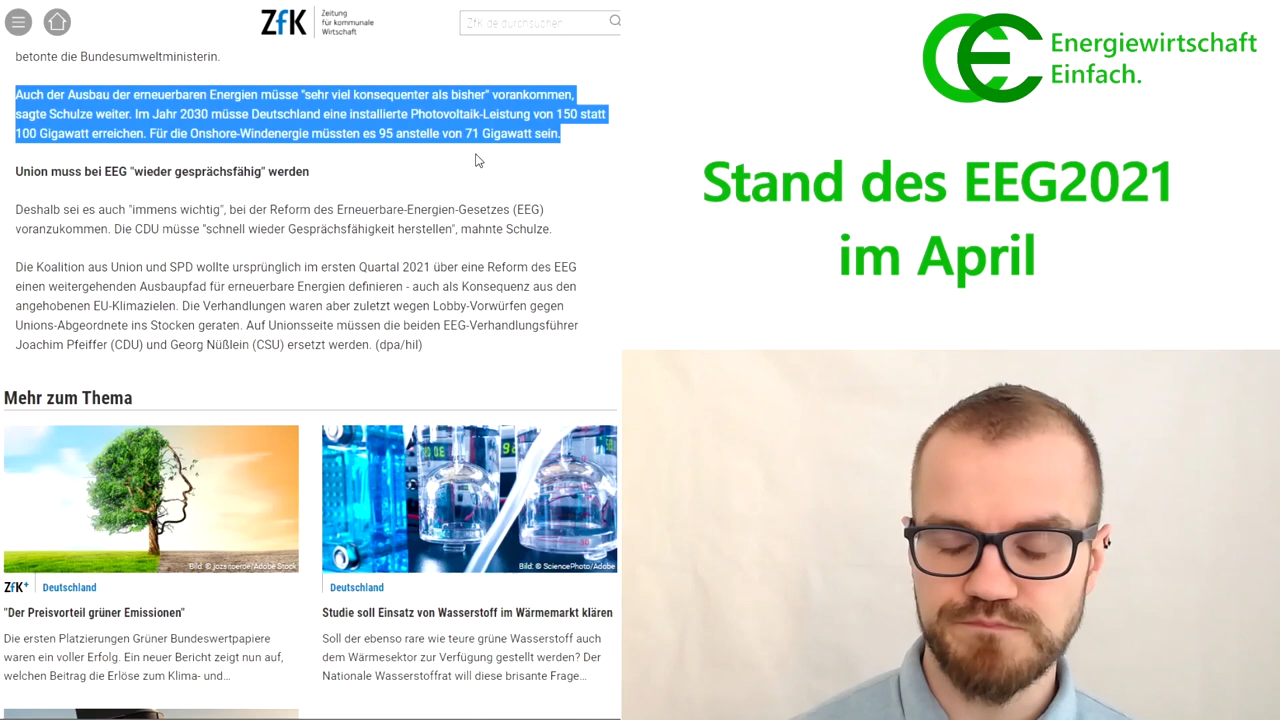 ZfK
Zeitung
für kommunale
Wirtschaft
ZfK.de durchsuchen
betonte die Bundesumweltministerin.
Auch der Ausbau der erneuerbaren Energien müsse "sehr viel konsequenter als bisher" vorankommen,
sagte Schulze weiter. Im Jahr 2030 müsse Deutschland eine installierte Photovoltaik-Leistung von 150 statt
100 Gigawatt erreichen. Für die Onshore-Windenergie müssten es 95 anstelle von 71 Gigawatt sein.
Union muss bei EEG "wieder gesprächsfähig" werden
Deshalb sei es auch "immens wichtig", bei der Reform des Erneuerbare-Energien-Gesetzes (EEG)
voranzukommen. Die CDU müsse "schnell wieder Gesprächsfähigkeit herstellen", mahnte Schulze.
Die Koalition aus Union und SPD wollte ursprünglich im ersten Quartal 2021 über eine Reform des EEG
einen weitergehenden Ausbaupfad für erneuerbare Energien definieren - auch als Konsequenz aus den
angehobenen EU-Klimazielen. Die Verhandlungen waren aber zuletzt wegen Lobby-Vorwürfen gegen
Unions-Abgeordnete ins Stocken geraten. Auf Unionsseite müssen die beiden EEG-Verhandlungsführer
Joachim Pfeiffer (CDU) und Georg Nüßlein (CSU) ersetzt werden. (dpa/hil)
Mehr zum Thema
Bild: © jozsitoeroe/Adobe Stock
ZfK+ Deutschland
"Der Preisvorteil grüner Emissionen"
Die ersten Platzierungen Grüner Bundeswertpapiere
waren ein voller Erfolg. Ein neuer Bericht zeigt nun auf,
welchen Beitrag die Erlöse zum Klima- und...
Bild: © SciencePhoto/Adobe
Deutschland
Studie soll Einsatz von Wasserstoff im Wärmemarkt klären
Soll der ebenso rare wie teure grüne Wasserstoff auch
dem Wärmesektor zur Verfügung gestellt werden? Der
Nationale Wasserstoffrat will diese brisante Frage...
Energiewirtschaft
Einfach.
Stand des EEG2021
im April